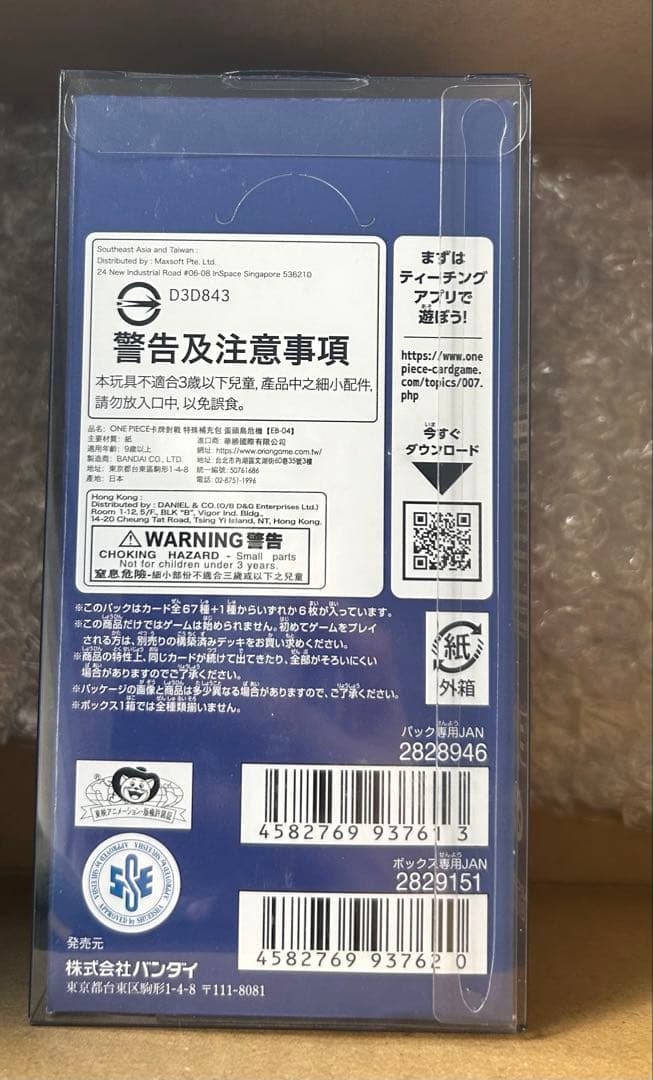 Southeast Asia and Taiwan :
Distributed by : Maxsoft Pte. Ltd.
24 New Industrial Road #06-08 InSpace Singapore 536210
D3D843
警告及注意事項
本玩具不適合3歲以下兒童, 產品中之細小配件,
請勿放入口中, 以免誤食。
品名: ONE PIECE卡牌對戰 特殊補充包 蛋頭島危機【EB-04】
主要材質: 紙
適用年齡: 9歲以上
製造商: BANDAI CO., LTD.
地址: 東京都台東區駒形1-4-8
產地: 日本
進口商: 華勝國際有限公司
網址: https://www.oriongame.com.tw/
地址: 台北市內湖區文湖街60巷35號3樓
統一編號: 50761686
電話: 02-8751-1996
Hong Kong :
Distributed by : DANIEL & CO.(O/B D&G Enterprises Ltd.)
Room 1-12, 5/F., BLK "B", Vigor Ind. Bldg.,
14-20 Cheung Tat Road, Tsing Yi Island, NT, Hong Kong.
WARNING 警告
CHOKING HAZARD - Small parts
Not for children under 3 years.
窒息危險-細小部份不適合三歲或以下之兒童
まずは
ティーチング
アプリで
遊ぼう!
https://www.one
piece-cardgame.
com/topics/007.
php
今すぐ
ダウンロード
※このパックはカード全67種+1種からいずれか6枚が入っています。
※この商品だけではゲームは始められません。初めてゲームをプレイ
される方は、別売りの構築済みデッキをお買い求めください。
※商品の特性上、同じカードが続けて出てきたり、全部がそろいにくい
場合がありますのでご了承ください。
※パッケージの画像と商品は多少異なる場合がありますので、ご了承ください。
※ボックス1箱では全種類揃いません。
紙
外箱
パック専用JAN
2828946
4582769 93761 3
ボックス専用JAN
2829151
4582769 93762 0
東映アニメーション・版権許諾証
APPROVED by SHUEISHA
SSE
発売元
株式会社バンダイ
東京都台東区駒形1-4-8 〒111-8081